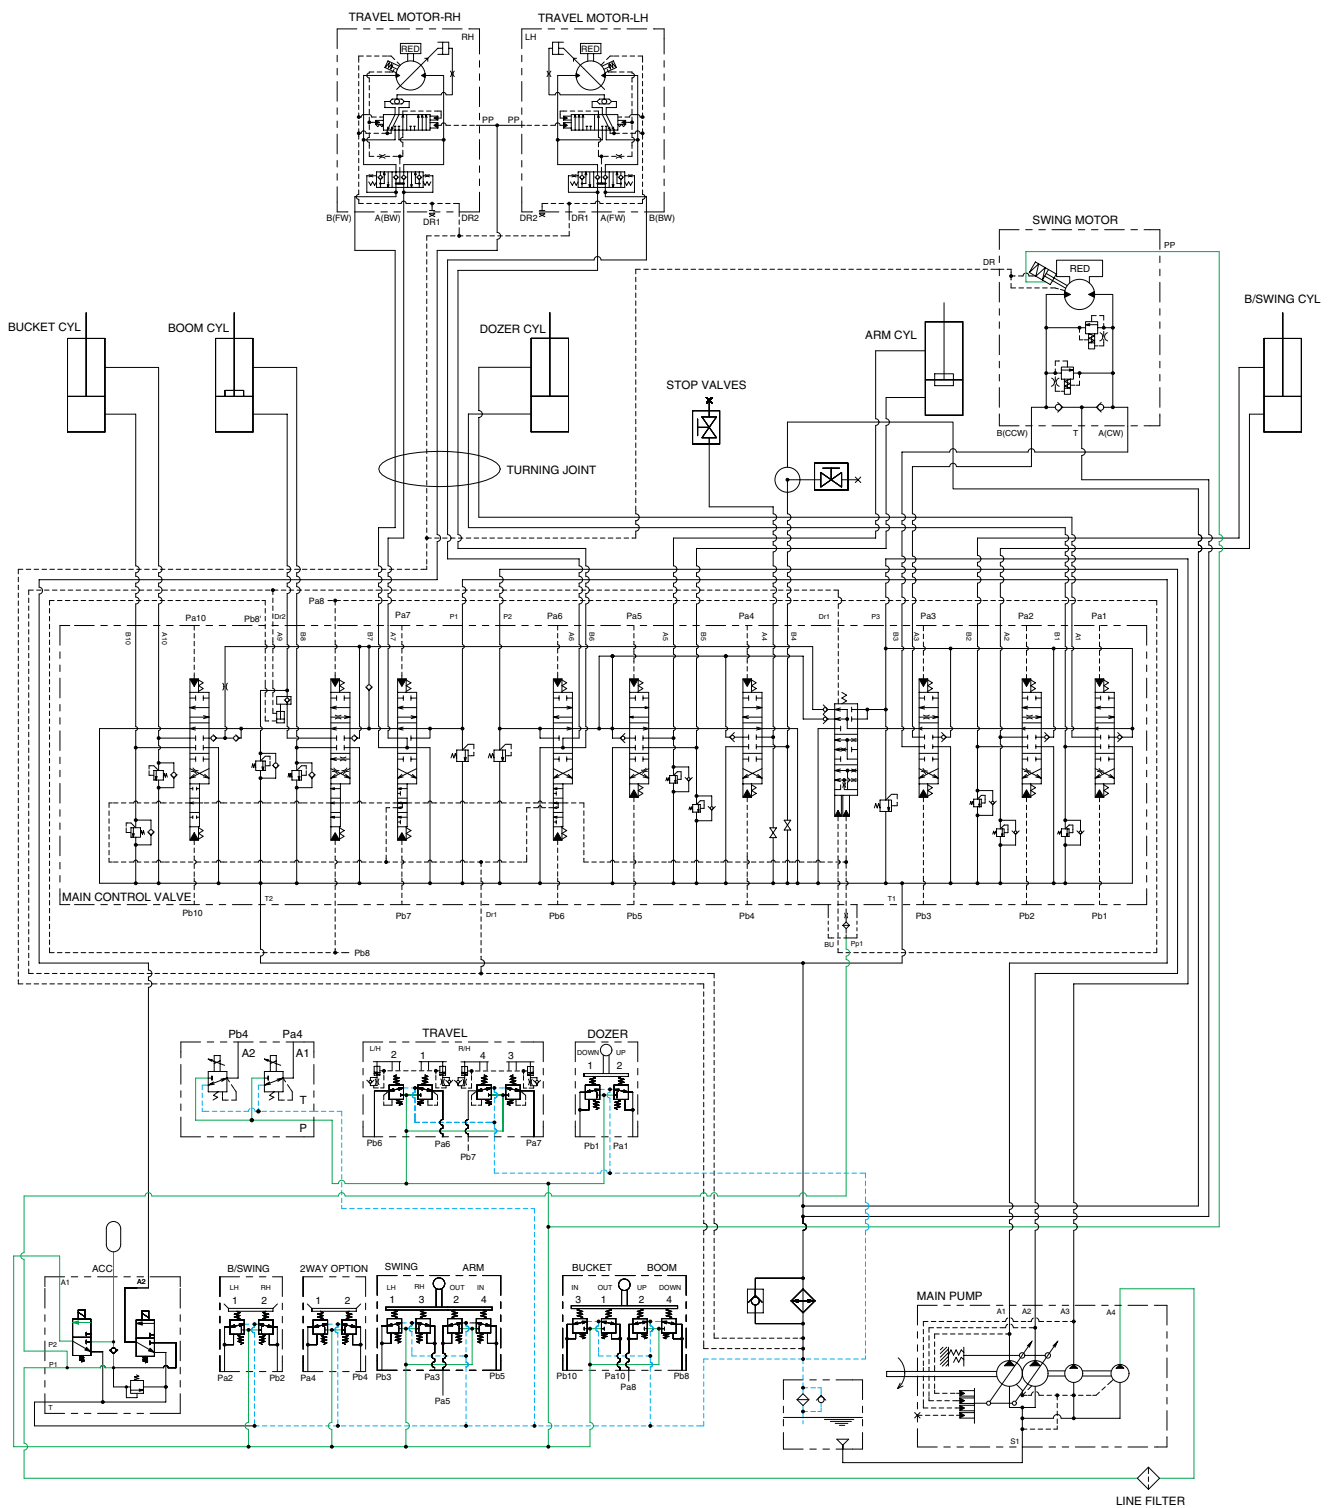 TRAVEL MOTOR-RH
TRAVEL MOTOR-LH
RH
LH
RED
RED
PP
PP
B(FW)
A(BW)
DR1
DR2
DR2
DR1
A(FW)
B(BW)
SWING MOTOR
PP
DR
RED
B(CCW)
T
A(CW)
BUCKET CYL
BOOM CYL
DOZER CYL
ARM CYL
B/SWING CYL
STOP VALVES
TURNING JOINT
Pa10
Pb8'
Dr2
Pa8
Pa7
P1
P2
Pa6
Pa5
Pa4
Dr1
P3
Pa3
Pa2
Pa1
B10
A10
A9
B8
B7
A7
A6
B6
A5
B5
A4
B4
B3
A3
B2
A2
B1
A1
MAIN CONTROL VALVE
Pb10
T2
Pb7
Dr1
Pb6
Pb5
Pb4
T1
Pb3
Pb2
Pb1
BU
Pp1
Pb8
Pb4
Pa4
A2
A1
T
P
TRAVEL
L/H
2
1
R/H
4
3
Pb6
Pa6
Pb7
Pa7
DOZER
DOWN
UP
1
2
Pb1
Pa1
ACC
A1
A2
P2
P1
T
B/SWING
LH
RH
1
2
Pa2
Pb2
2WAY OPTION
1
2
Pa4
Pb4
SWING
ARM
LH
RH
OUT
IN
1
3
2
4
Pb3
Pa3
Pa5
Pb5
BUCKET
BOOM
IN
OUT
UP
DOWN
3
1
2
4
Pb10
Pa10
Pa8
Pb8
MAIN PUMP
A1
A2
A3
A4
S1
LINE FILTER